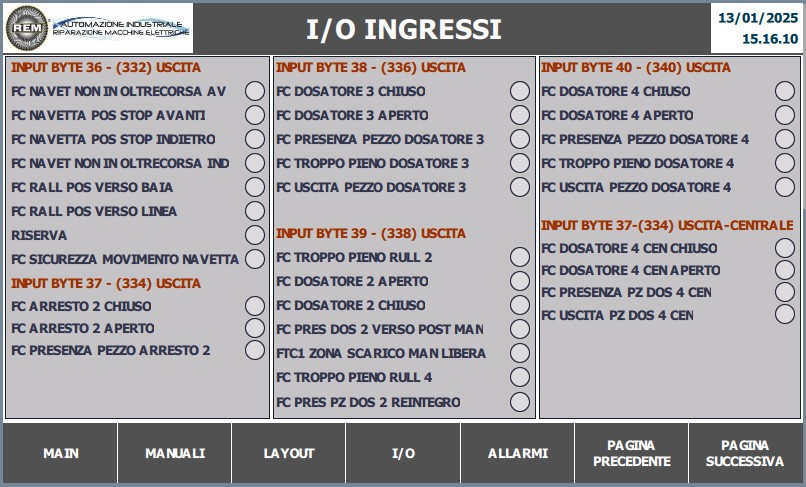 REM
AUTOMAZIONE INDUSTRIALE
RIPARAZIONE MACCHINE ELETTRICHE
I/O INGRESSI
13/01/2025
15.16.10
INPUT BYTE 36 - (332) USCITA
FC NAVET NON IN OLTRECORSA AV
FC NAVETTA POS STOP AVANTI
FC NAVETTA POS STOP INDIETRO
FC NAVET NON IN OLTRECORSA IND
FC RALL POS VERSO BAIA
FC RALL POS VERSO LINEA
RISERVA
FC SICUREZZA MOVIMENTO NAVETTA
INPUT BYTE 37 - (334) USCITA
FC ARRESTO 2 CHIUSO
FC ARRESTO 2 APERTO
FC PRESENZA PEZZO ARRESTO 2
INPUT BYTE 38 - (336) USCITA
FC DOSATORE 3 CHIUSO
FC DOSATORE 3 APERTO
FC PRESENZA PEZZO DOSATORE 3
FC TROPPO PIENO DOSATORE 3
FC USCITA PEZZO DOSATORE 3
INPUT BYTE 39 - (338) USCITA
FC TROPPO PIENO RULL 2
FC DOSATORE 2 APERTO
FC DOSATORE 2 CHIUSO
FC PRES DOS 2 VERSO POST MAN
FTC1 ZONA SCARICO MAN LIBERA
FC TROPPO PIENO RULL 4
FC PRES PZ DOS 2 REINTEGRO
INPUT BYTE 40 - (340) USCITA
FC DOSATORE 4 CHIUSO
FC DOSATORE 4 APERTO
FC PRESENZA PEZZO DOSATORE 4
FC TROPPO PIENO DOSATORE 4
FC USCITA PEZZO DOSATORE 4
INPUT BYTE 37-(334) USCITA-CENTRALE
FC DOSATORE 4 CEN CHIUSO
FC DOSATORE 4 CEN APERTO
FC PRESENZA PZ DOS 4 CEN
FC USCITA PZ DOS 4 CEN
MAIN
MANUALI
LAYOUT
I/O
ALLARMI
PAGINA
PRECEDENTE
PAGINA
SUCCESSIVA